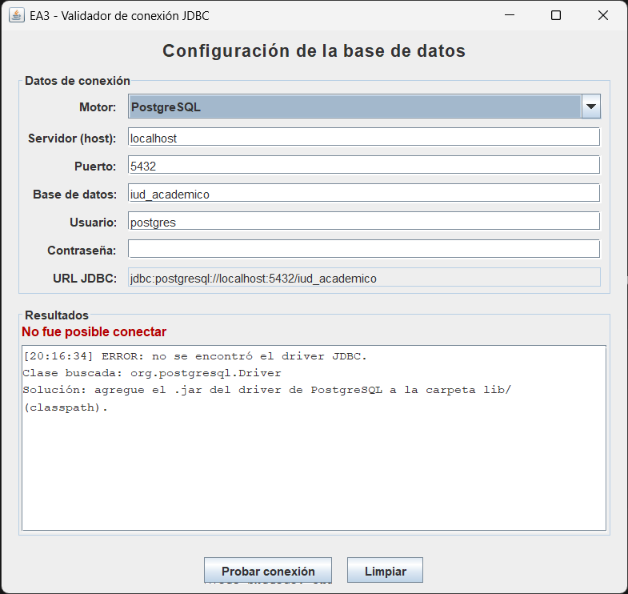 EA3 - Validador de conexión JDBC
Configuración de la base de datos
Datos de conexión
Motor: PostgreSQL
Servidor (host): localhost
Puerto: 5432
Base de datos: iud_academico
Usuario: postgres
Contraseña:
URL JDBC: jdbc:postgresql://localhost:5432/iud_academico
Resultados
No fue posible conectar
[20:16:34] ERROR: no se encontró el driver JDBC.
Clase buscada: org.postgresql.Driver
Solución: agregue el .jar del driver de PostgreSQL a la carpeta lib/
(classpath).
Probar conexión Limpiar